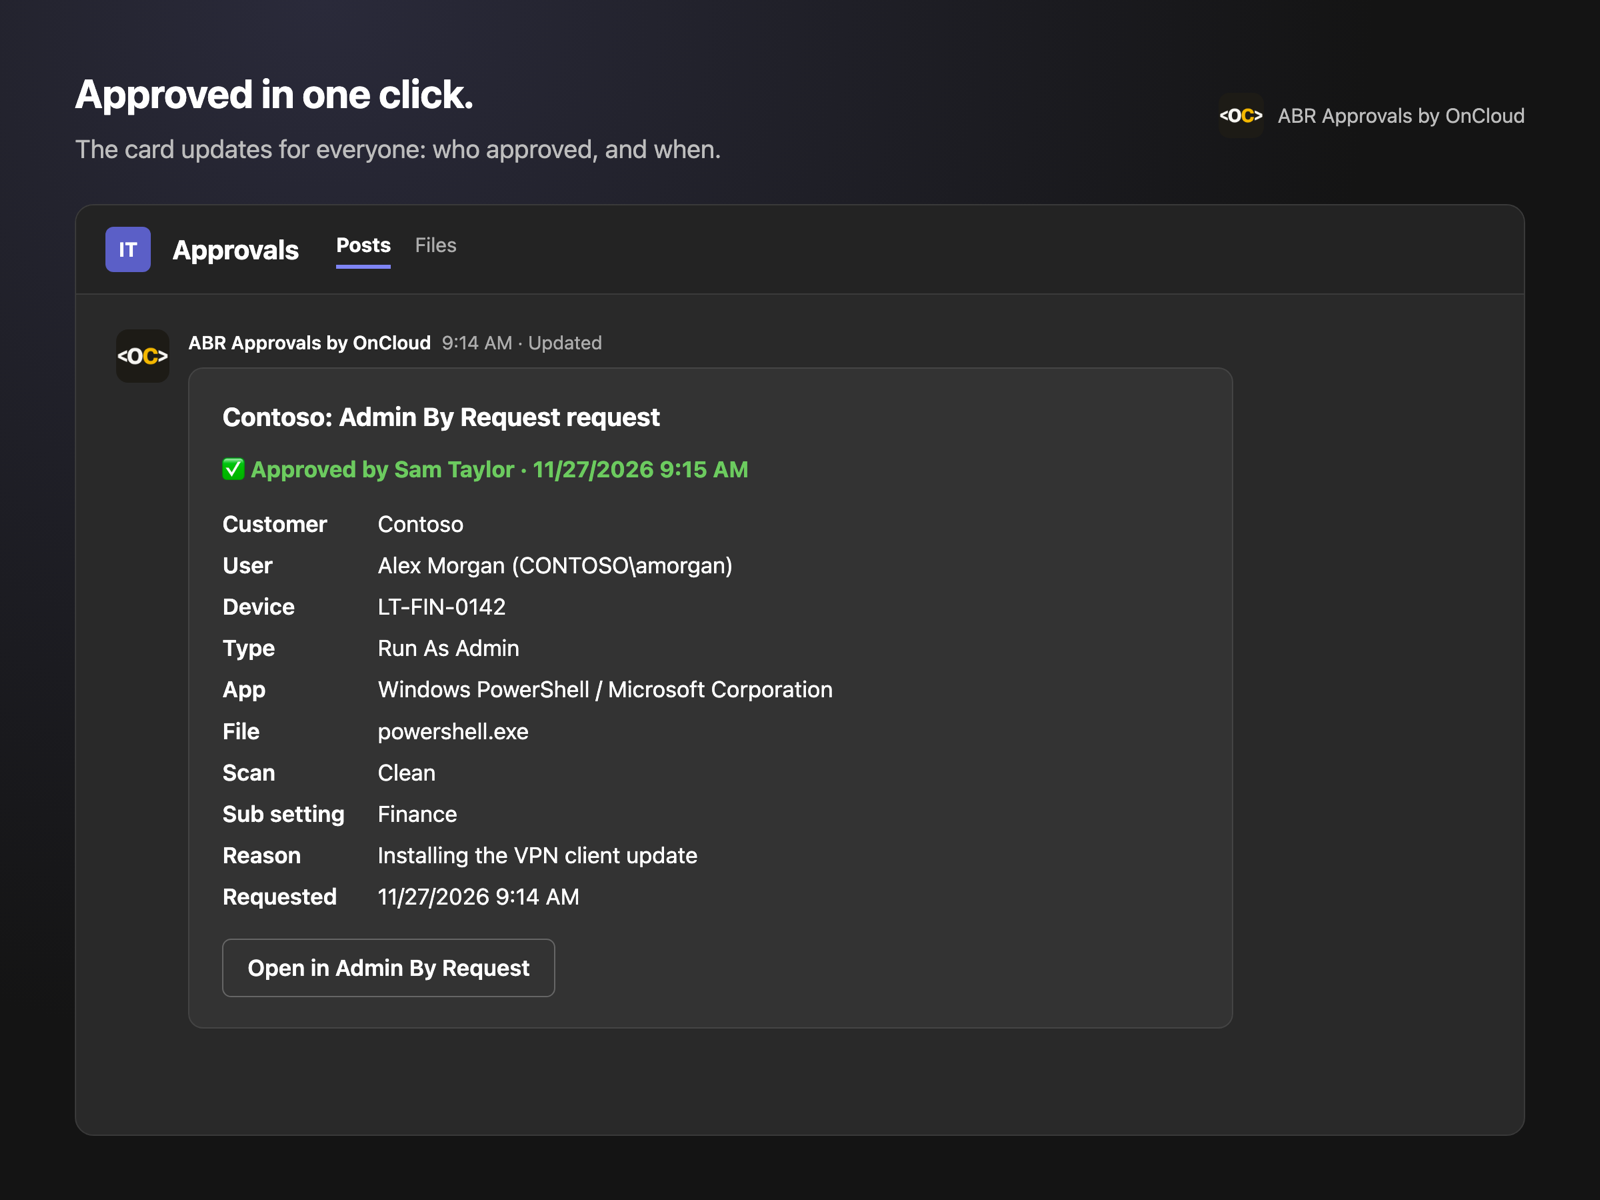 Approved in one click.
The card updates for everyone: who approved, and when.
<OC> ABR Approvals by OnCloud
IT Approvals Posts Files
<OC> ABR Approvals by OnCloud 9:14 AM · Updated
Contoso: Admin By Request request
✅ Approved by Sam Taylor · 11/27/2026 9:15 AM
Customer Contoso
User Alex Morgan (CONTOSO\amorgan)
Device LT-FIN-0142
Type Run As Admin
App Windows PowerShell / Microsoft Corporation
File powershell.exe
Scan Clean
Sub setting Finance
Reason Installing the VPN client update
Requested 11/27/2026 9:14 AM
Open in Admin By Request